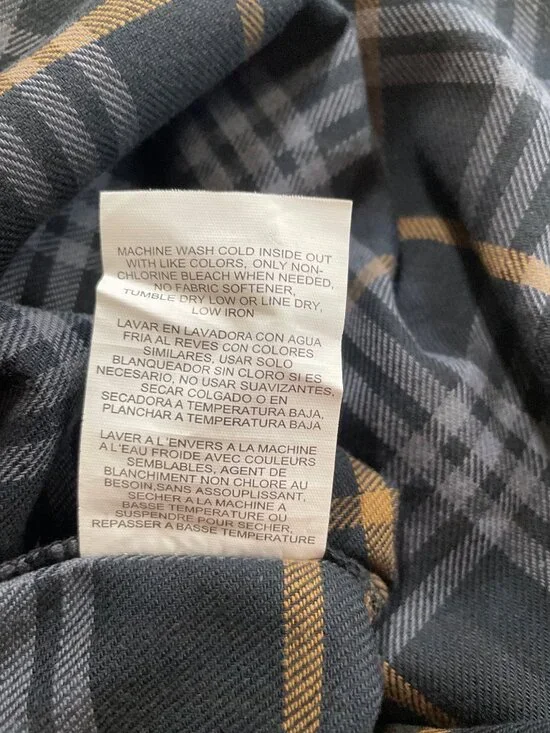 MACHINE WASH COLD INSIDE OUT
WITH LIKE COLORS, ONLY NON-
CHLORINE BLEACH WHEN NEEDED,
NO FABRIC SOFTENER,
TUMBLE DRY LOW OR LINE DRY,
LOW IRON
LAVAR EN LAVADORA CON AGUA
FRIA AL REVES CON COLORES
SIMILARES, USAR SOLO
BLANQUEADOR SIN CLORO SI ES
NECESARIO, NO USAR SUAVIZANTES,
SECAR COLGADO O EN
SECADORA A TEMPERATURA BAJA,
PLANCHAR A TEMPERATURA BAJA
LAVER A L'ENVERS A LA MACHINE
A L'EAU FROIDE AVEC COULEURS
SEMBLABLES, AGENT DE
BLANCHIMENT NON CHLORE AU
BESOIN,SANS ASSOUPLISSANT,
SECHER A LA MACHINE A
BASSE TEMPERATURE OU
SUSPENDRE POUR SECHER,
REPASSER A BASSE TEMPERATURE